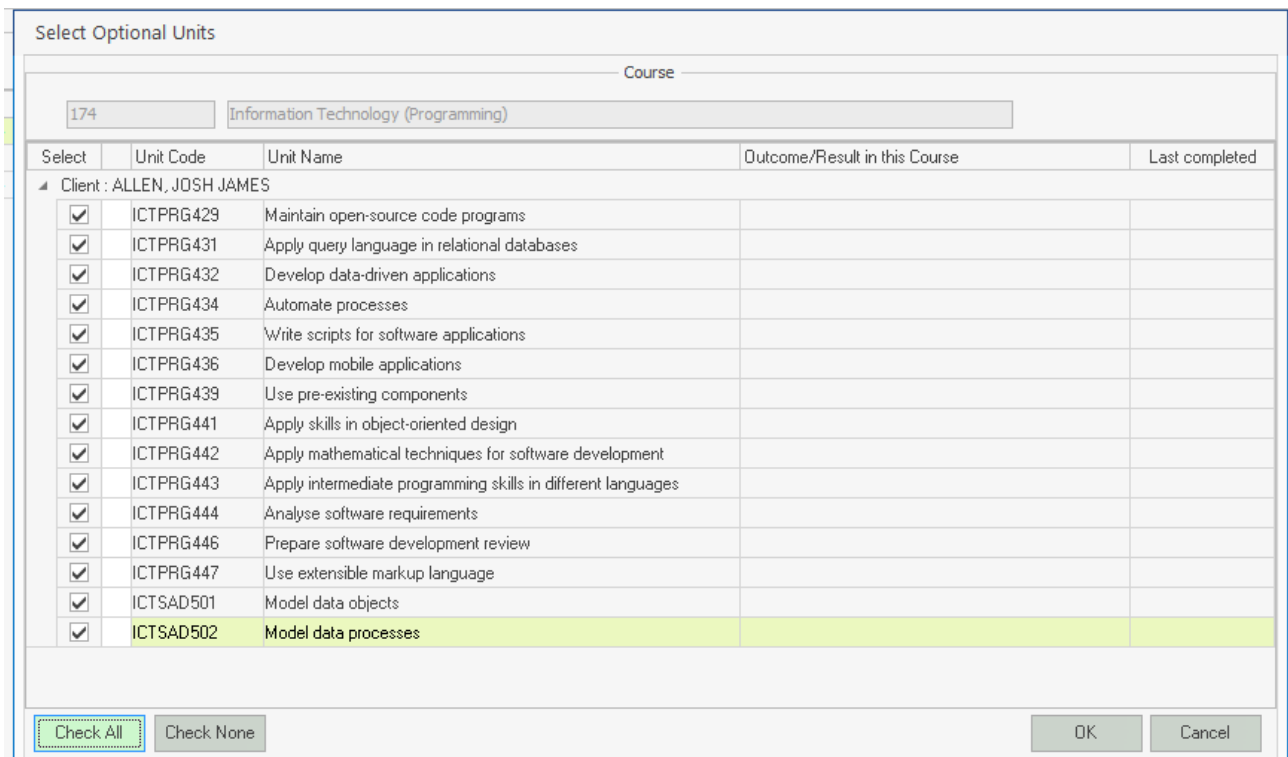 Select Optional Units
Course
174 Information Technology (Programming)
Select Unit Code Unit Name Outcome/Result in this Course Last completed
Client : ALLEN, JOSH JAMES
ICTPRG429 Maintain open-source code programs
ICTPRG431 Apply query language in relational databases
ICTPRG432 Develop data-driven applications
ICTPRG434 Automate processes
ICTPRG435 Write scripts for software applications
ICTPRG436 Develop mobile applications
ICTPRG439 Use pre-existing components
ICTPRG441 Apply skills in object-oriented design
ICTPRG442 Apply mathematical techniques for software development
ICTPRG443 Apply intermediate programming skills in different languages
ICTPRG444 Analyse software requirements
ICTPRG446 Prepare software development review
ICTPRG447 Use extensible markup language
ICTSAD501 Model data objects
ICTSAD502 Model data processes
Check All Check None OK Cancel